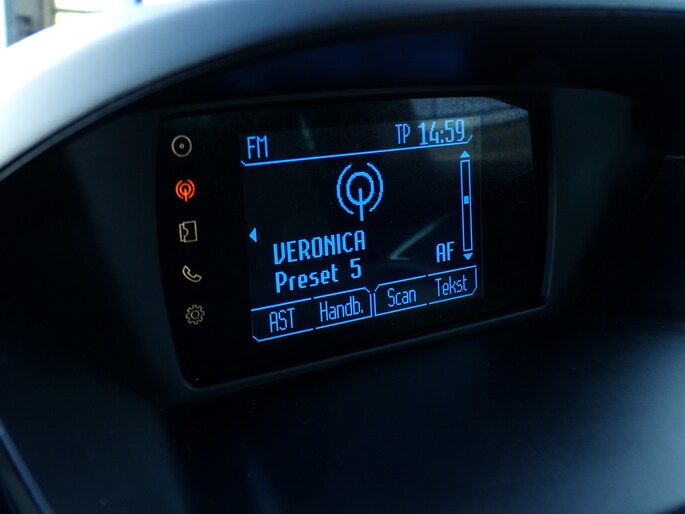 FM TP 14:59
VERONICA
Preset 5 AF
AST Handb. Scan Tekst